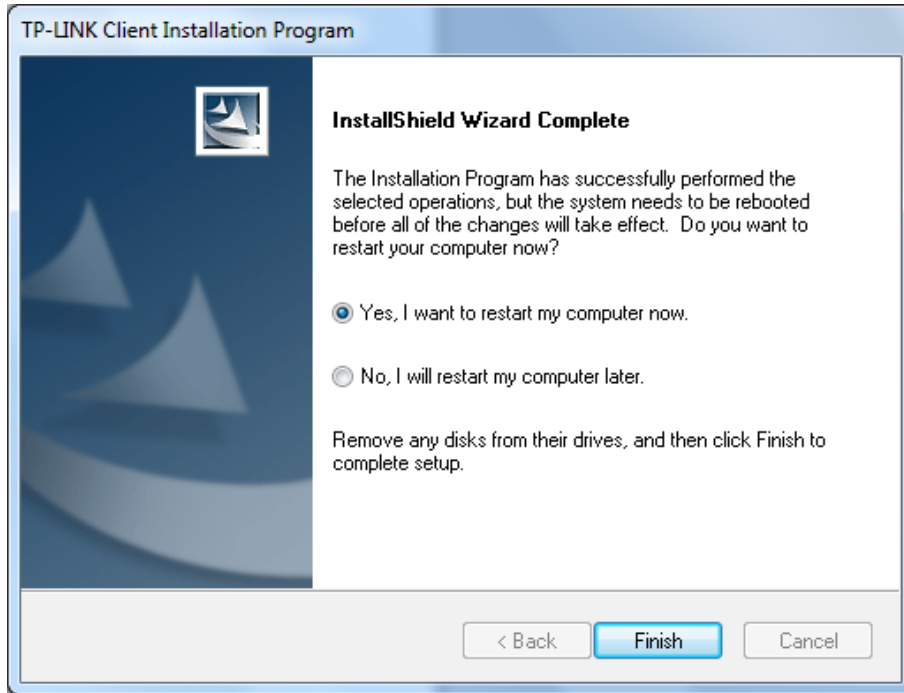 TP-LINK Client Installation Program
InstallShield Wizard Complete
The Installation Program has successfully performed the
selected operations, but the system needs to be rebooted
before all of the changes will take effect.  Do you want to
restart your computer now?
Yes, I want to restart my computer now.
No, I will restart my computer later.
Remove any disks from their drives, and then click Finish to
complete setup.
< Back
Finish
Cancel